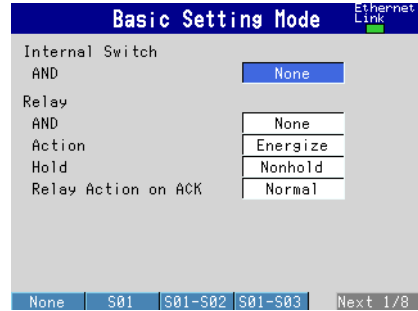 Basic Setting Mode
Ethernet
Link
Internal Switch
AND None
Relay
AND None
Action Energize
Hold Nonhold
Relay Action on ACK Normal
None S01 S01-S02 S01-S03 Next 1/8